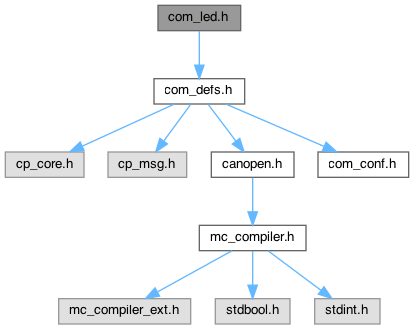 com_led.h
com_defs.h
cp_core.h
cp_msg.h
canopen.h
com_conf.h
mc_compiler.h
mc_compiler_ext.h
stdbool.h
stdint.h